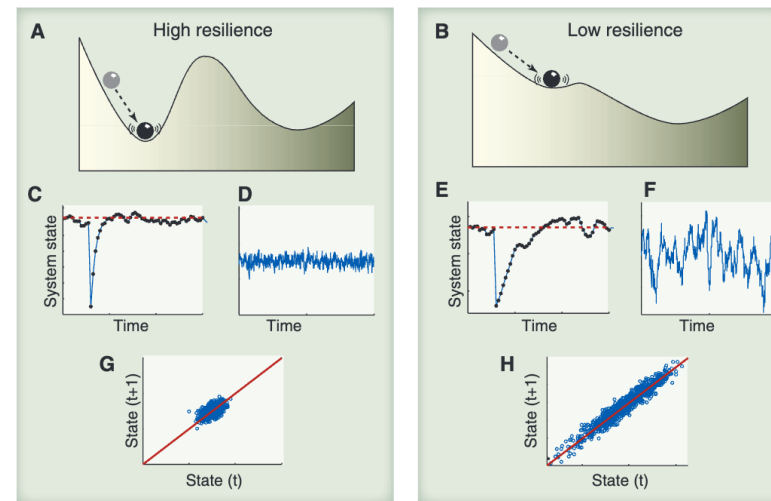 A
High resilience
B
Low resilience
C
System state
Time
D
Time
E
System state
Time
F
Time
G
State (t+1)
State (t)
H
State (t+1)
State (t)